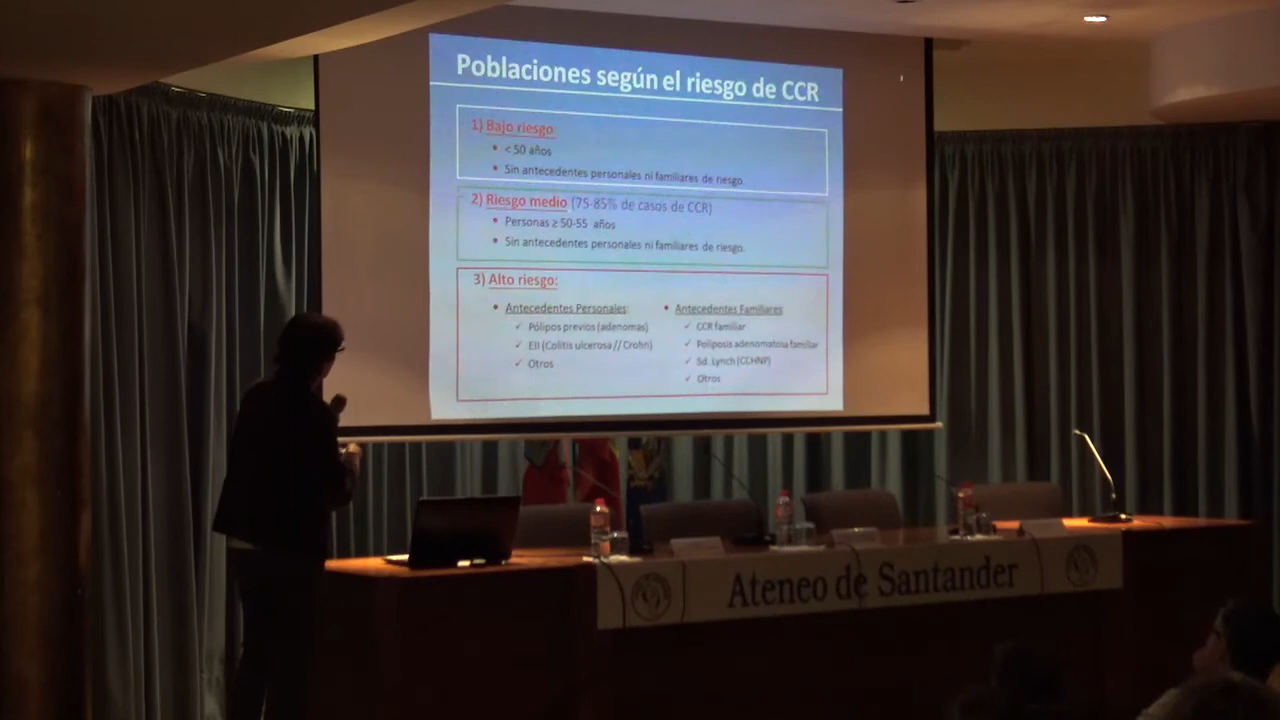 Poblaciones según el riesgo de CCR
1) Bajo riesgo:
• < 50 años
• Sin antecedentes personales ni familiares de riesgo.
2) Riesgo medio (75-85% de casos de CCR)
• Personas ≥ 50-55 años
• Sin antecedentes personales ni familiares de riesgo.
3) Alto riesgo:
• Antecedentes Personales:
✓ Pólipos previos (adenomas)
✓ EII (Colitis ulcerosa // Crohn)
✓ Otros
• Antecedentes Familiares
✓ CCR familiar
✓ Poliposis adenomatosa familiar
✓ Sd. Lynch (CCHNP)
✓ Otros
Ateneo de Santander